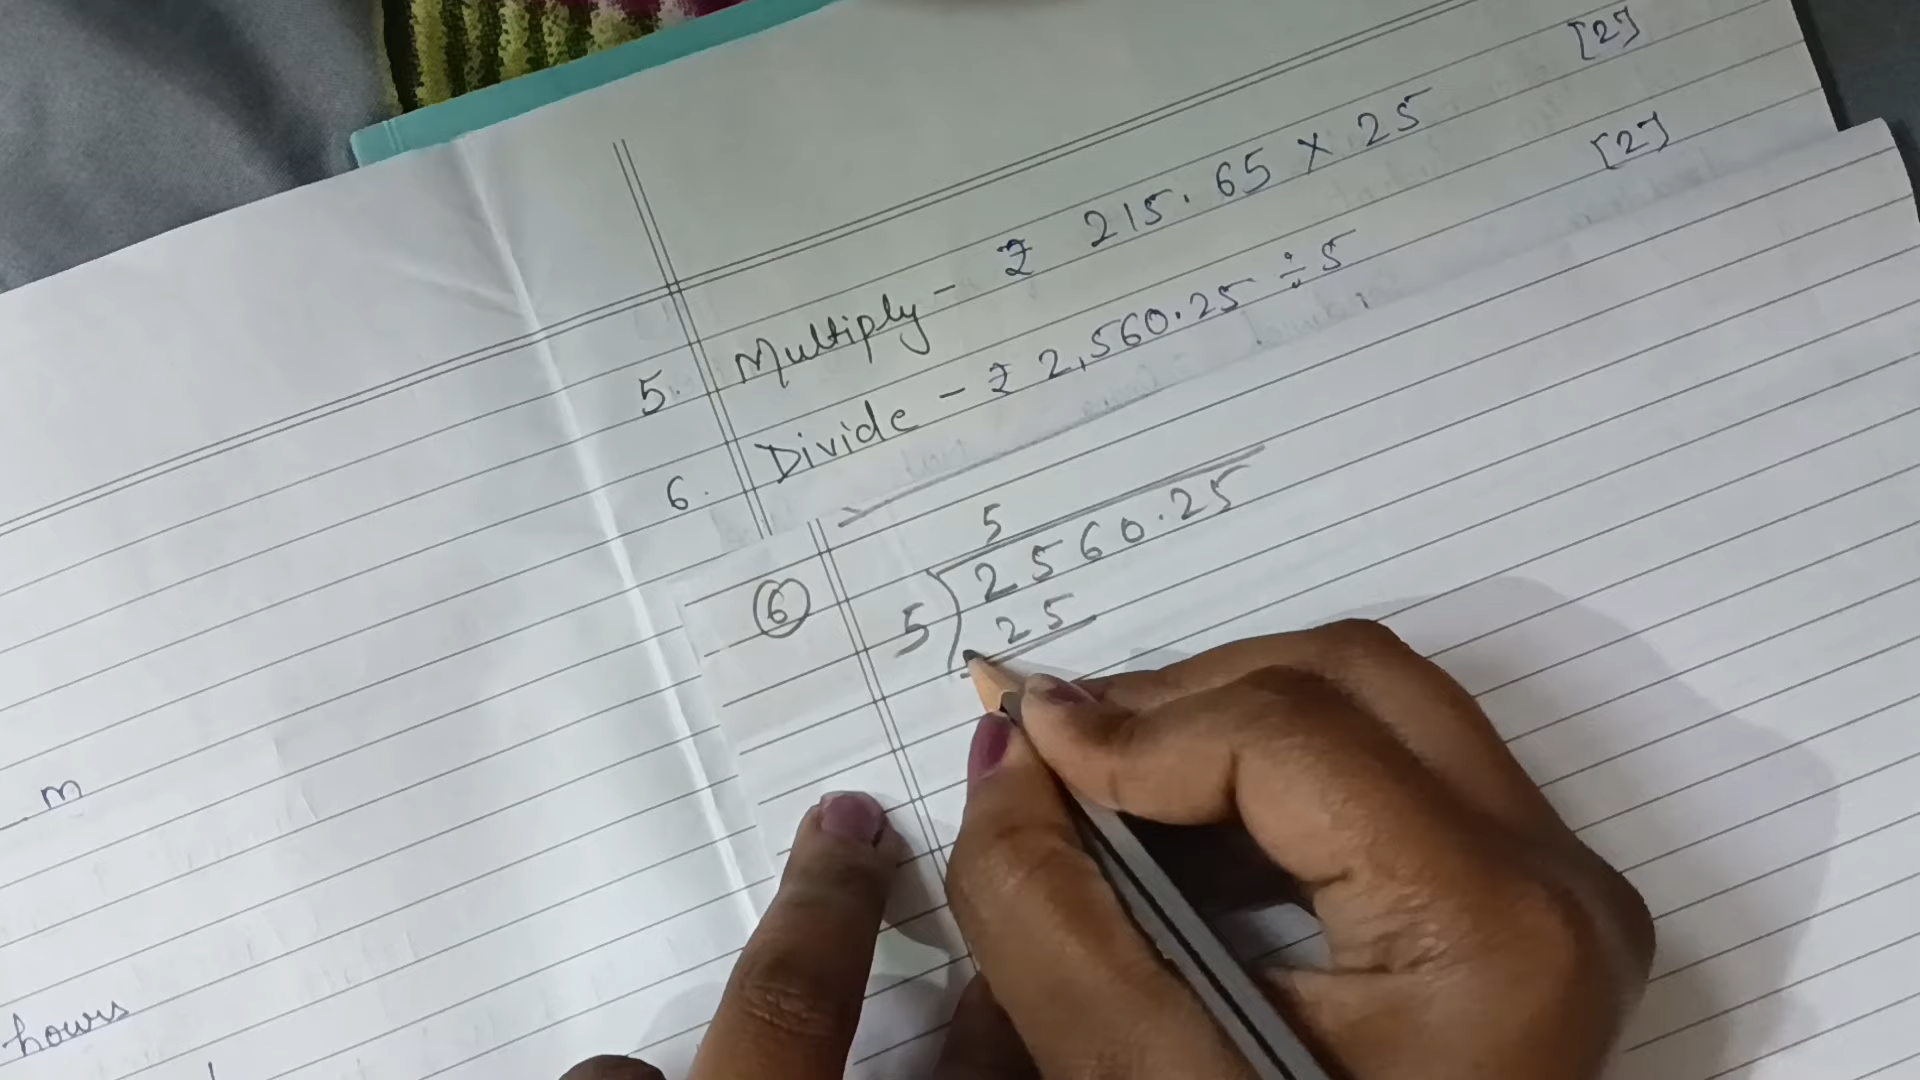 [2]
5. Multiply - ₹ 215.65 × 25 [2]
6. Divide - ₹ 2,560.25 ÷ 5
5
⑥ 5 2560.25
25
m
hours